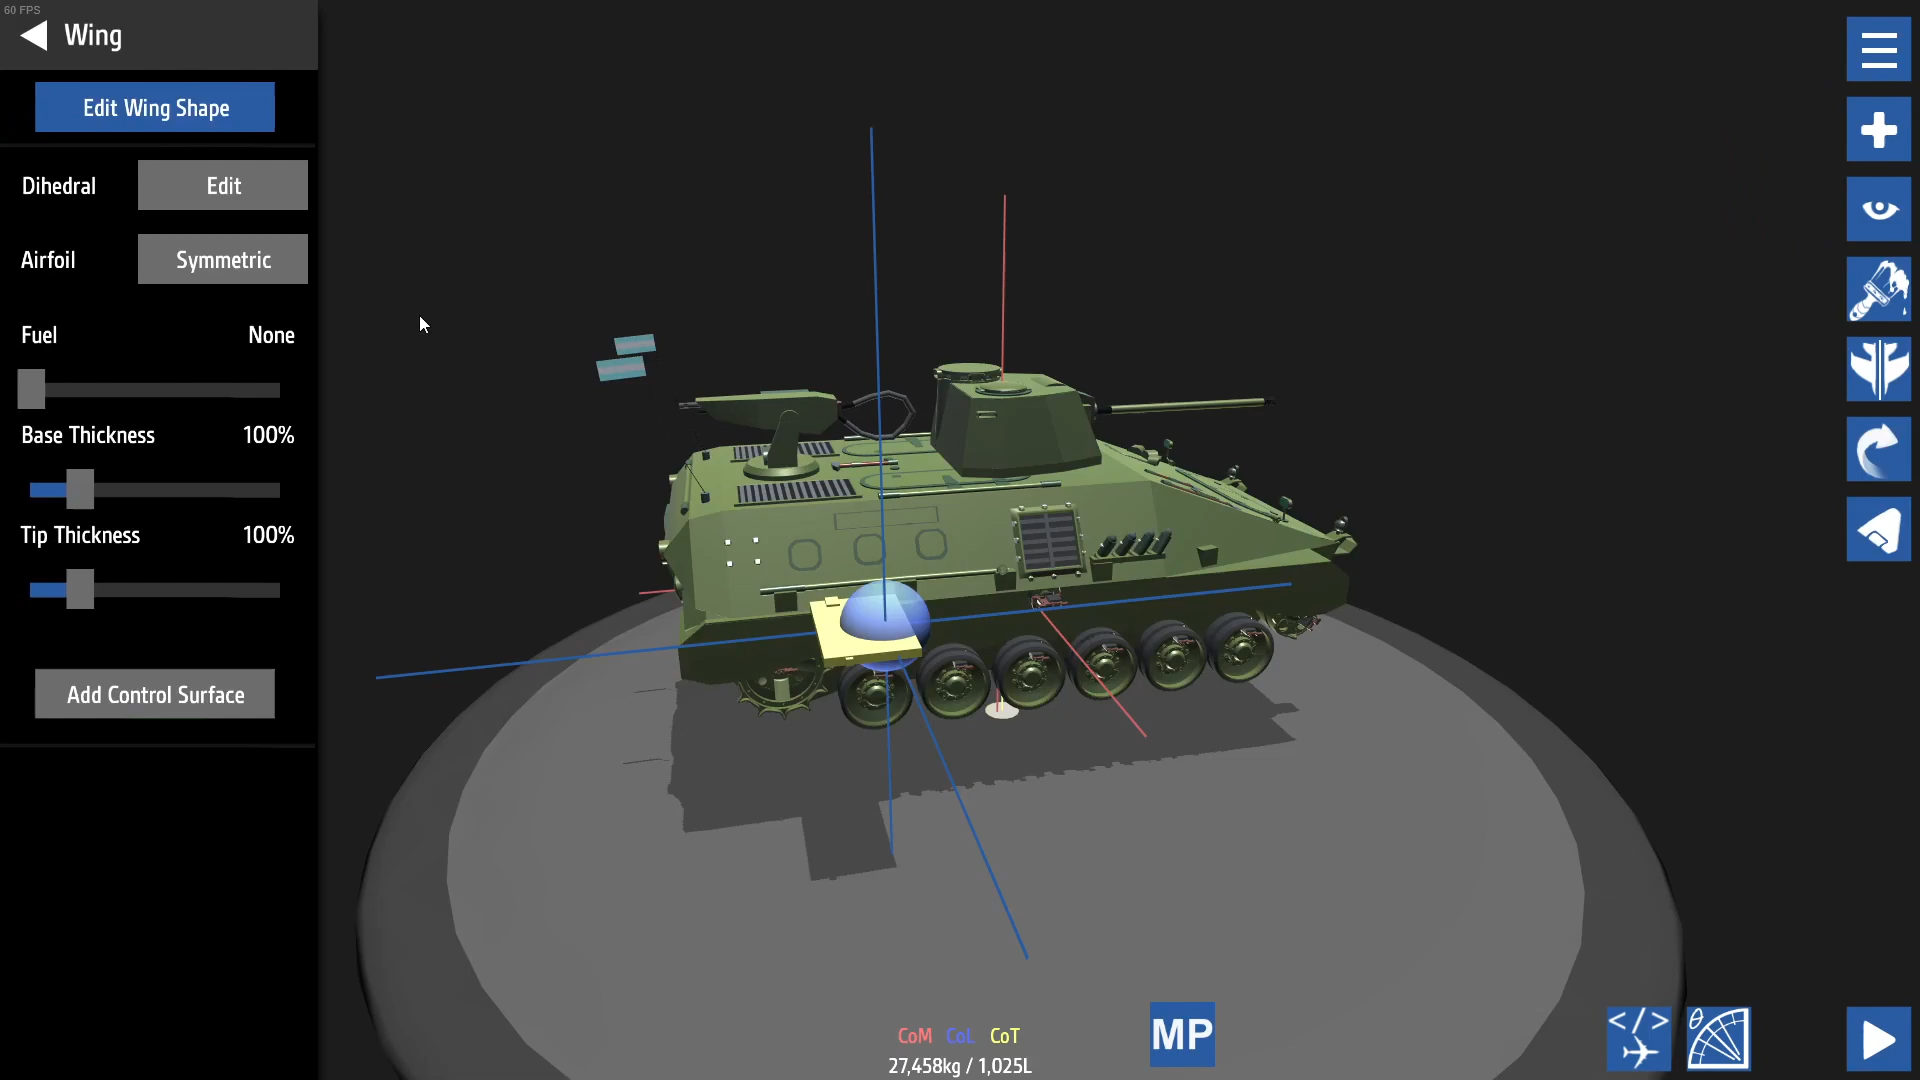 60 FPS
Wing
Edit Wing Shape
Dihedral Edit
Airfoil Symmetric
Fuel None
Base Thickness 100%
Tip Thickness 100%
Add Control Surface
CoM CoL CoT
27,458kg / 1,025L
MP
</>
θ